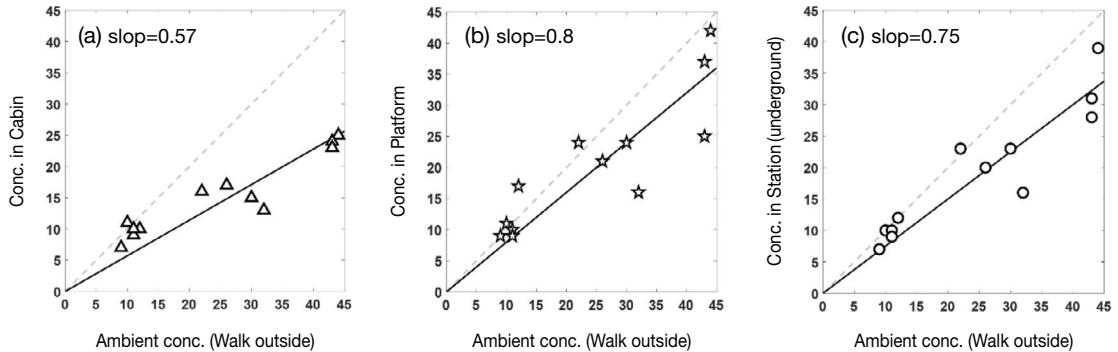 (a) slop=0.57
Conc. in Cabin
45
40
35
30
25
20
15
10
5
0
0 5 10 15 20 25 30 35 40 45
Ambient conc. (Walk outside)
(b) slop=0.8
Conc. in Platform
45
40
35
30
25
20
15
10
5
0
0 5 10 15 20 25 30 35 40 45
Ambient conc. (Walk outside)
(c) slop=0.75
Conc. in Station (underground)
45
40
35
30
25
20
15
10
5
0
0 5 10 15 20 25 30 35 40 45
Ambient conc. (Walk outside)